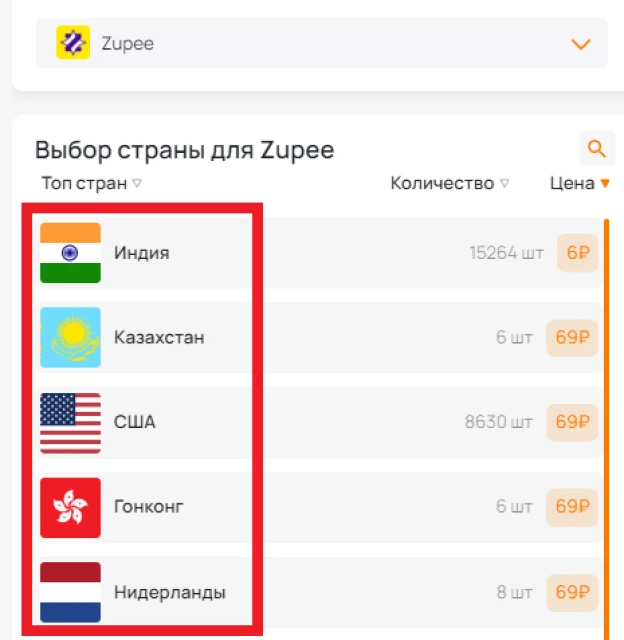 Zupee
Выбор страны для Zupee
Топ стран ▽ Количество ▽ Цена ▼
Индия 15264 шт 6₽
Казахстан 6 шт 69₽
США 8630 шт 69₽
Гонконг 6 шт 69₽
Нидерланды 8 шт 69₽